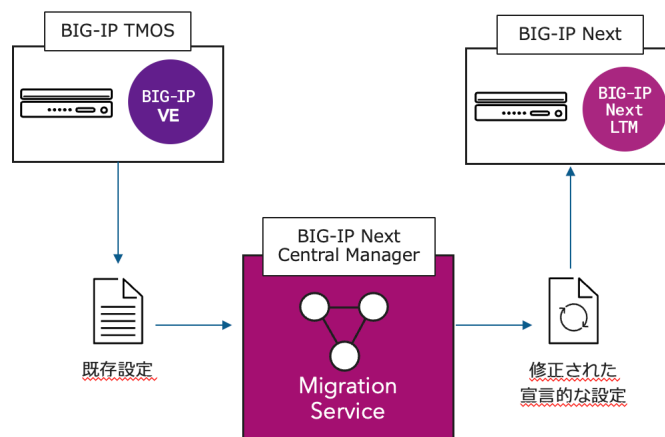 BIG-IP TMOS
BIG-IP
VE
BIG-IP Next
BIG-IP
Next
LTM
BIG-IP Next
Central Manager
Migration
Service
既存設定
修正された
宣言的な設定